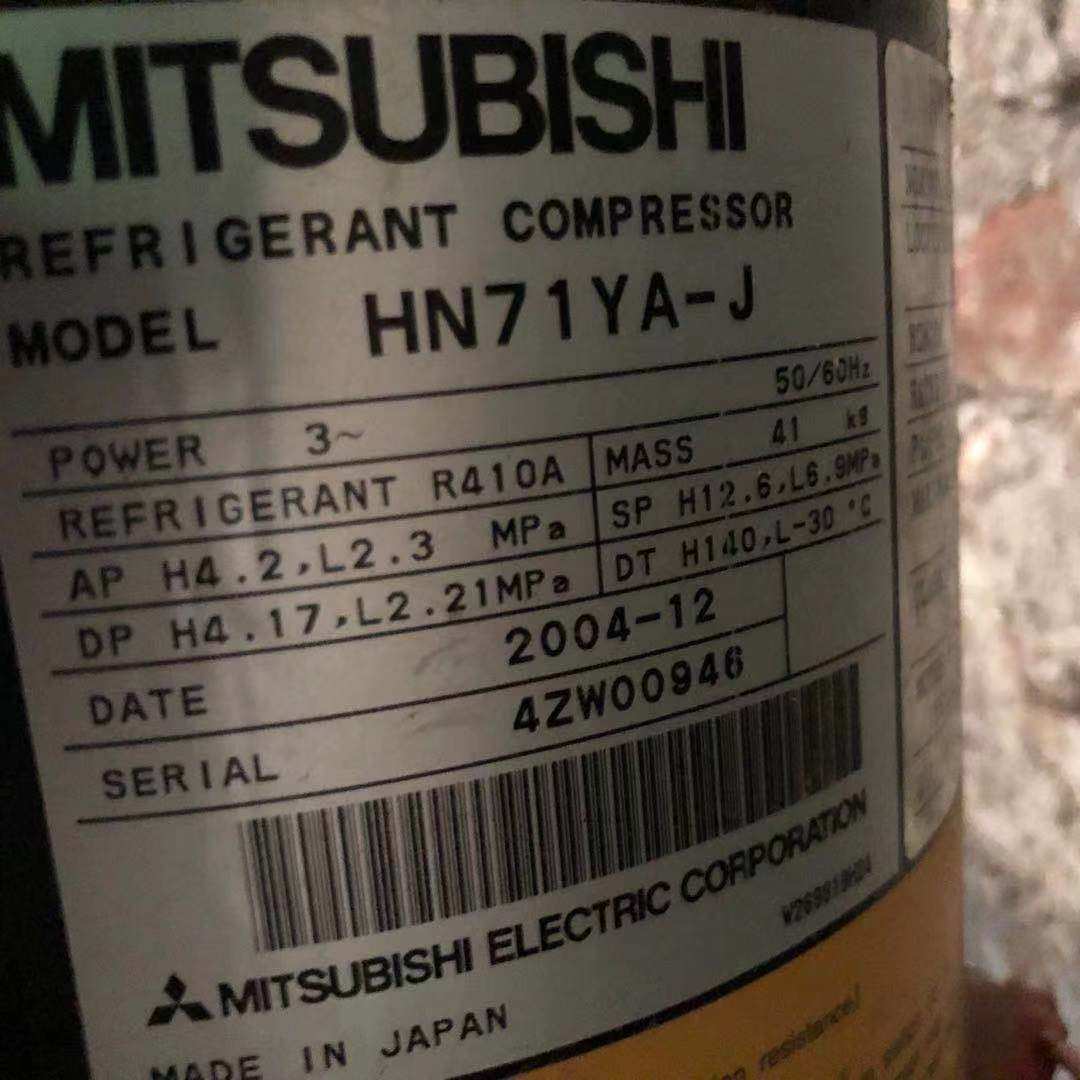 MITSUBISHI
REFRIGERANT COMPRESSOR
MODEL HN71YA-J
POWER 3~ 50/60Hz
REFRIGERANT R410A MASS 41 kg
AP H4.2,L2.3 MPa SP H12.6,L6.9MPa
DP H4.17,L2.21MPa DT H140,L-30 °C
DATE 2004-12
SERIAL 4ZW00946
MITSUBISHI ELECTRIC CORPORATION
MADE IN JAPAN
resistance!